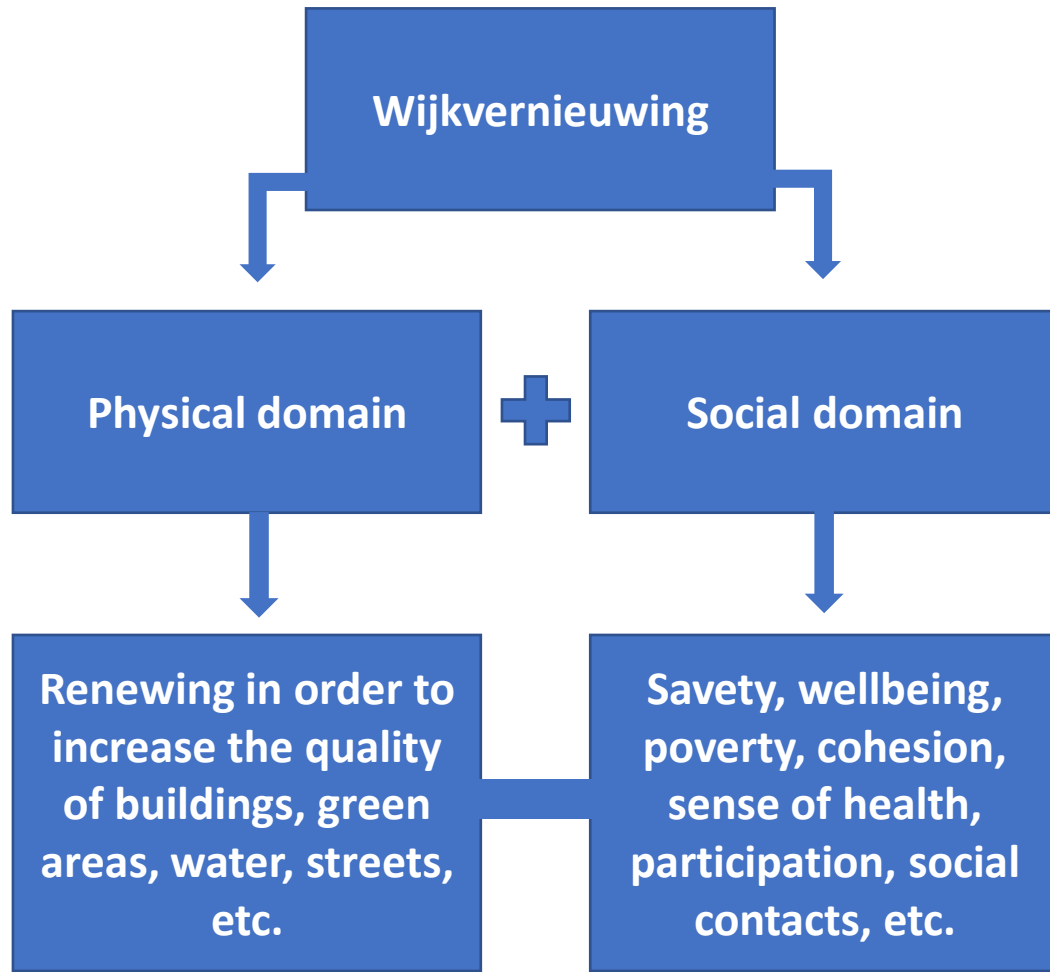 Wijkvernieuwing
Physical domain
Social domain
Renewing in order to
increase the quality
of buildings, green
areas, water, streets,
etc.
Savety, wellbeing,
poverty, cohesion,
sense of health,
participation, social
contacts, etc.